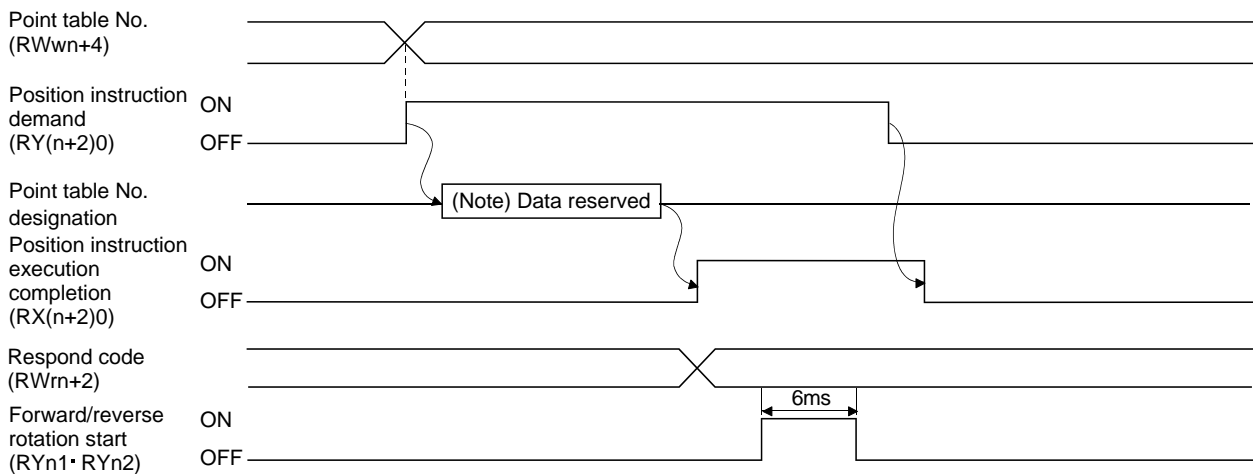 Point table No.
(RWwn+4)
Position instruction
demand
(RY(n+2)0)
ON
OFF
Point table No.
designation
(Note) Data reserved
Position instruction
execution
completion
(RX(n+2)0)
ON
OFF
Respond code
(RWrn+2)
6ms
Forward/reverse
rotation start
(RYn1・RYn2)
ON
OFF